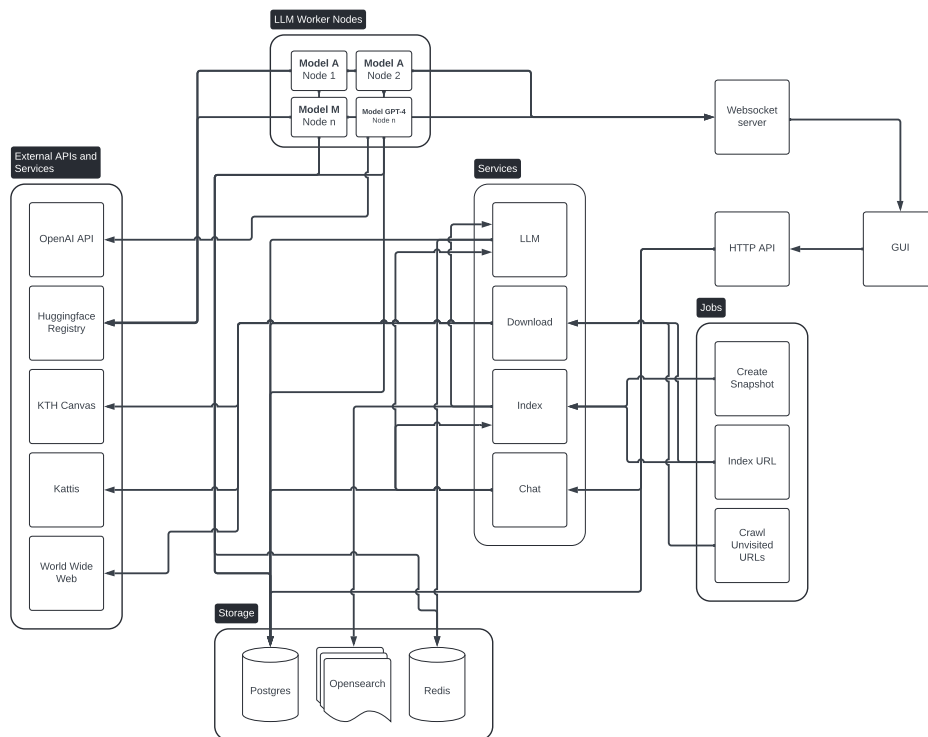 LLM Worker Nodes
Model A
Node 1
Model A
Node 2
Model M
Node n
Model GPT-4
Node n
Websocket
server
External APIs and
Services
Services
OpenAI API
LLM
HTTP API
GUI
Huggingface
Registry
Download
Jobs
Create
Snapshot
KTH Canvas
Index
Index URL
Kattis
Chat
Crawl
Unvisited
URLs
World Wide
Web
Storage
Postgres
Opensearch
Redis